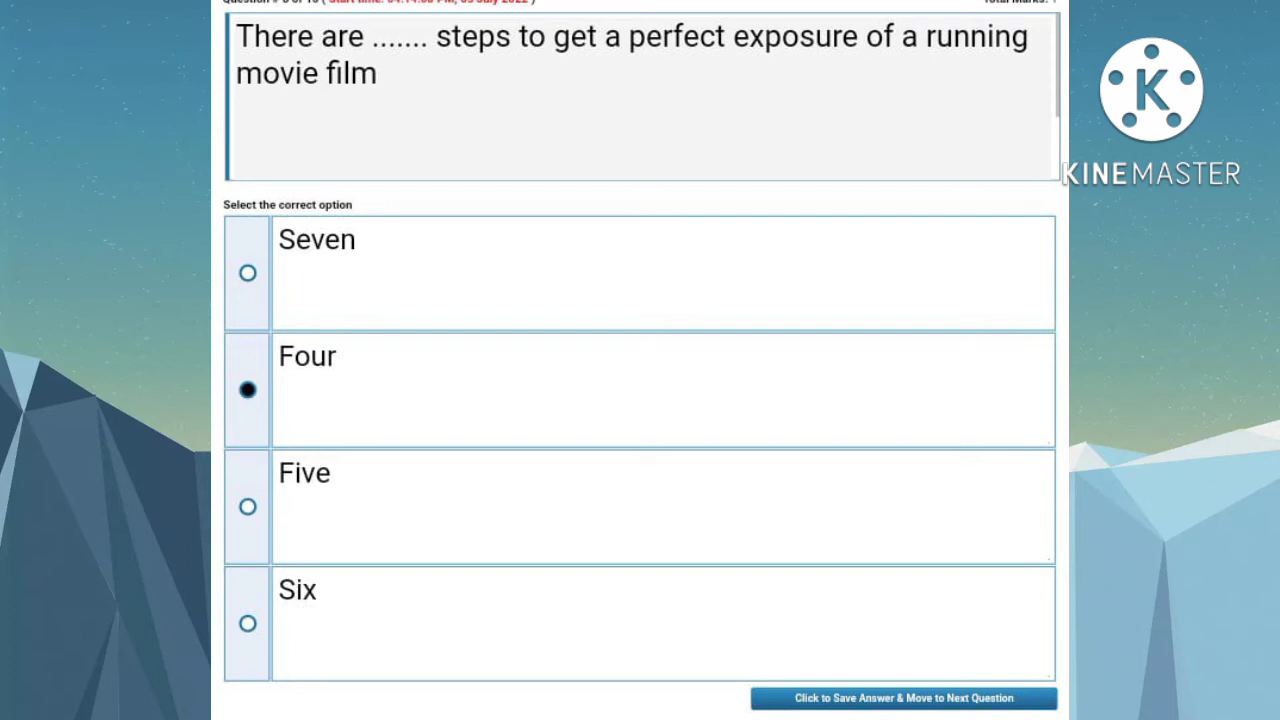 There are ....... steps to get a perfect exposure of a running
movie film
K
KINEMASTER
Select the correct option
Seven
Four
Five
Six
Click to Save Answer & Move to Next Question